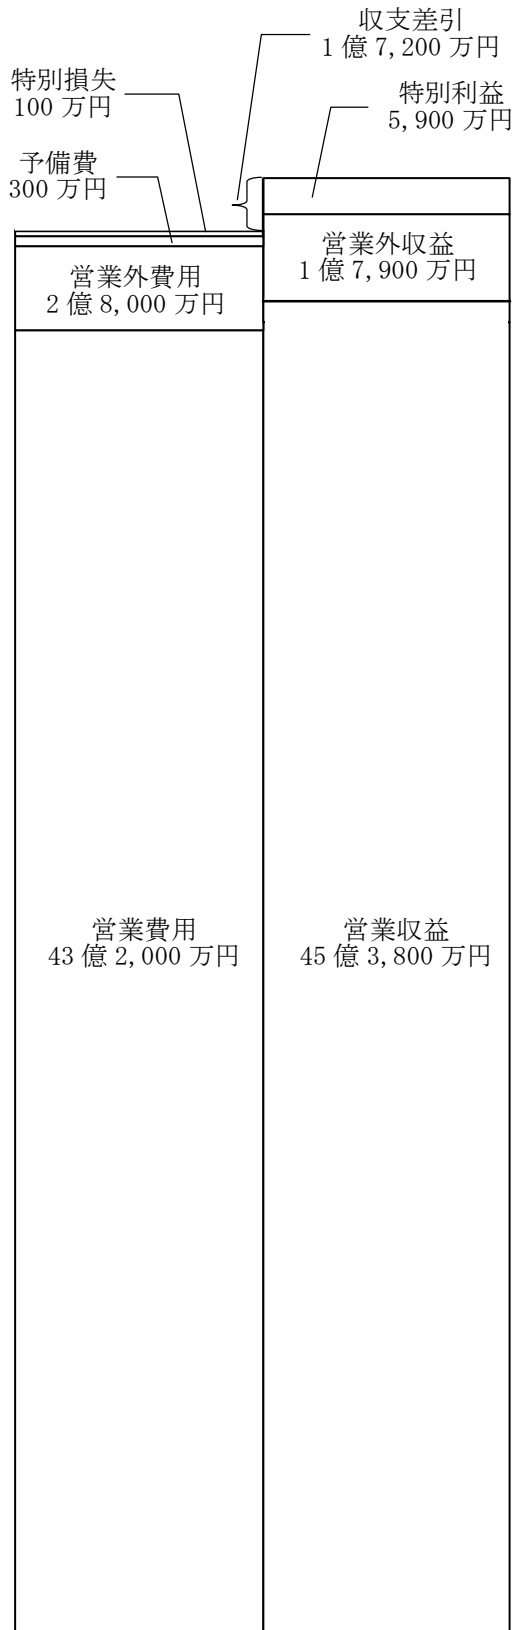 収支差引
1億7,200万円
特別損失
100万円
特別利益
5,900万円
予備費
300万円
営業外収益
1億7,900万円
営業外費用
2億8,000万円
営業費用
43億2,000万円
営業収益
45億3,800万円